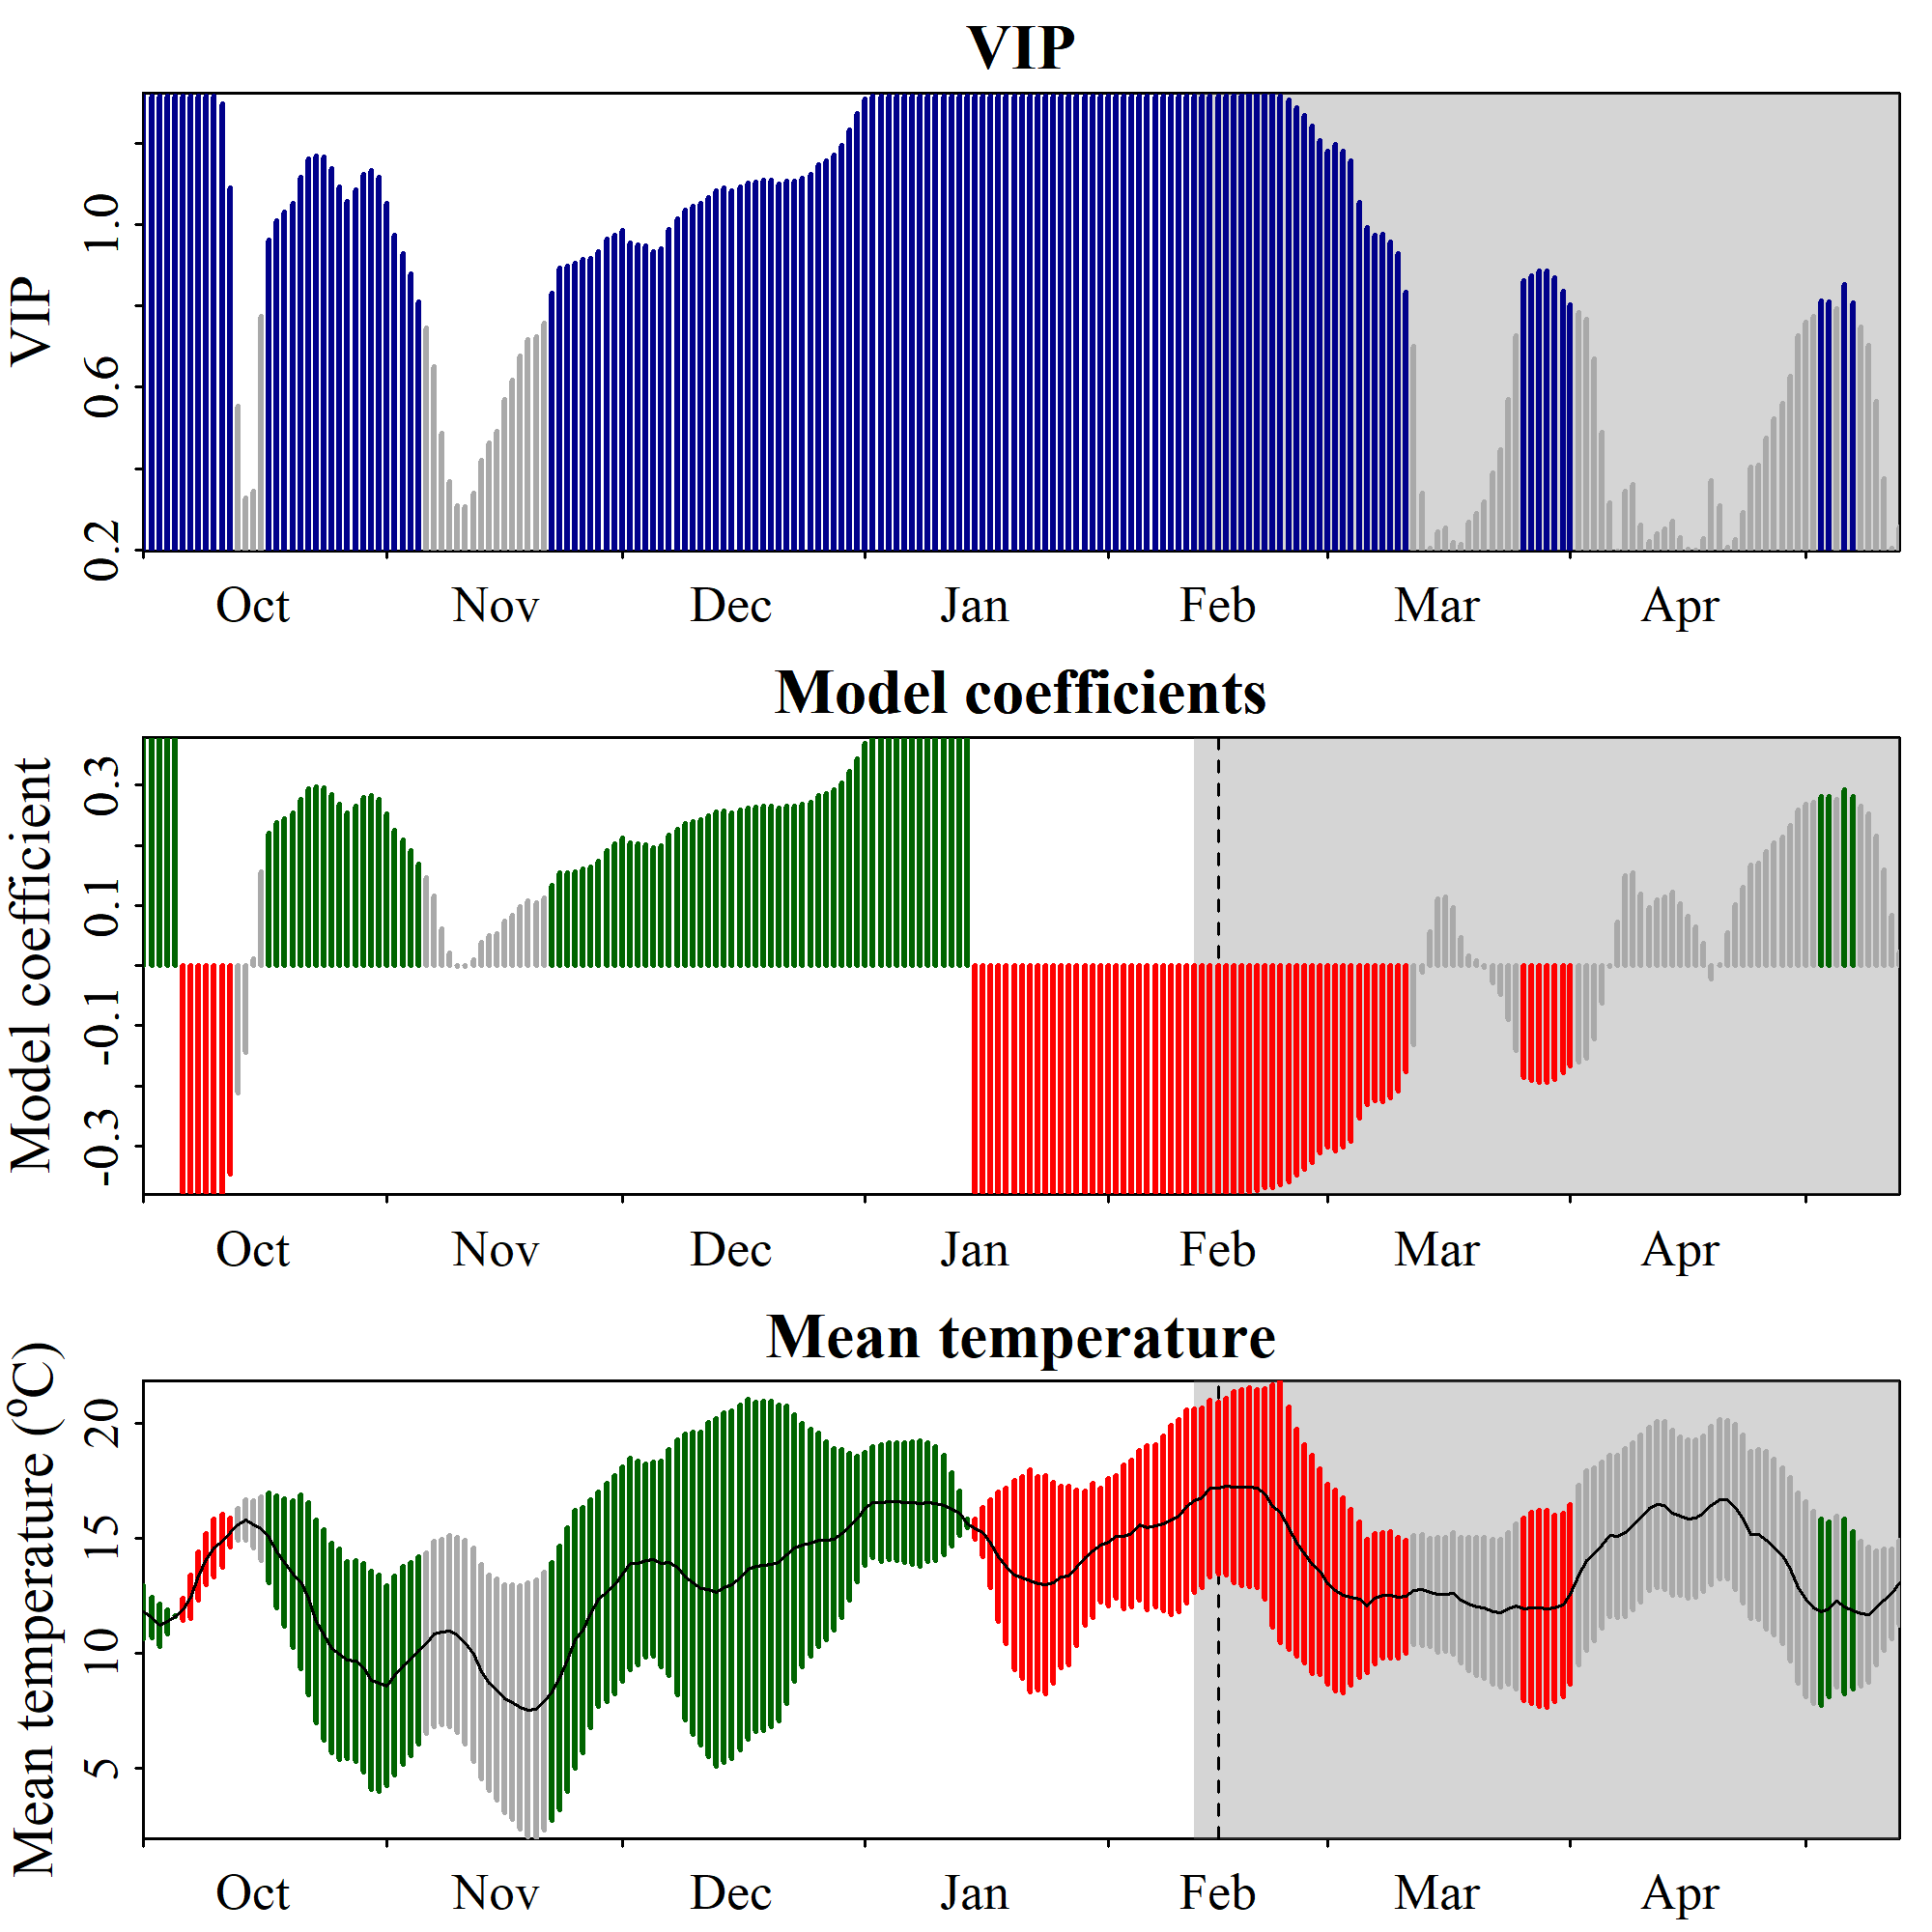 VIP
VIP
1.0
0.6
0.2
Oct Nov Dec Jan Feb Mar Apr
Model coefficients
Model coefficient
0.3
0.1
-0.1
-0.3
Oct Nov Dec Jan Feb Mar Apr
Mean temperature
Mean temperature (ºC)
20
15
10
5
Oct Nov Dec Jan Feb Mar Apr